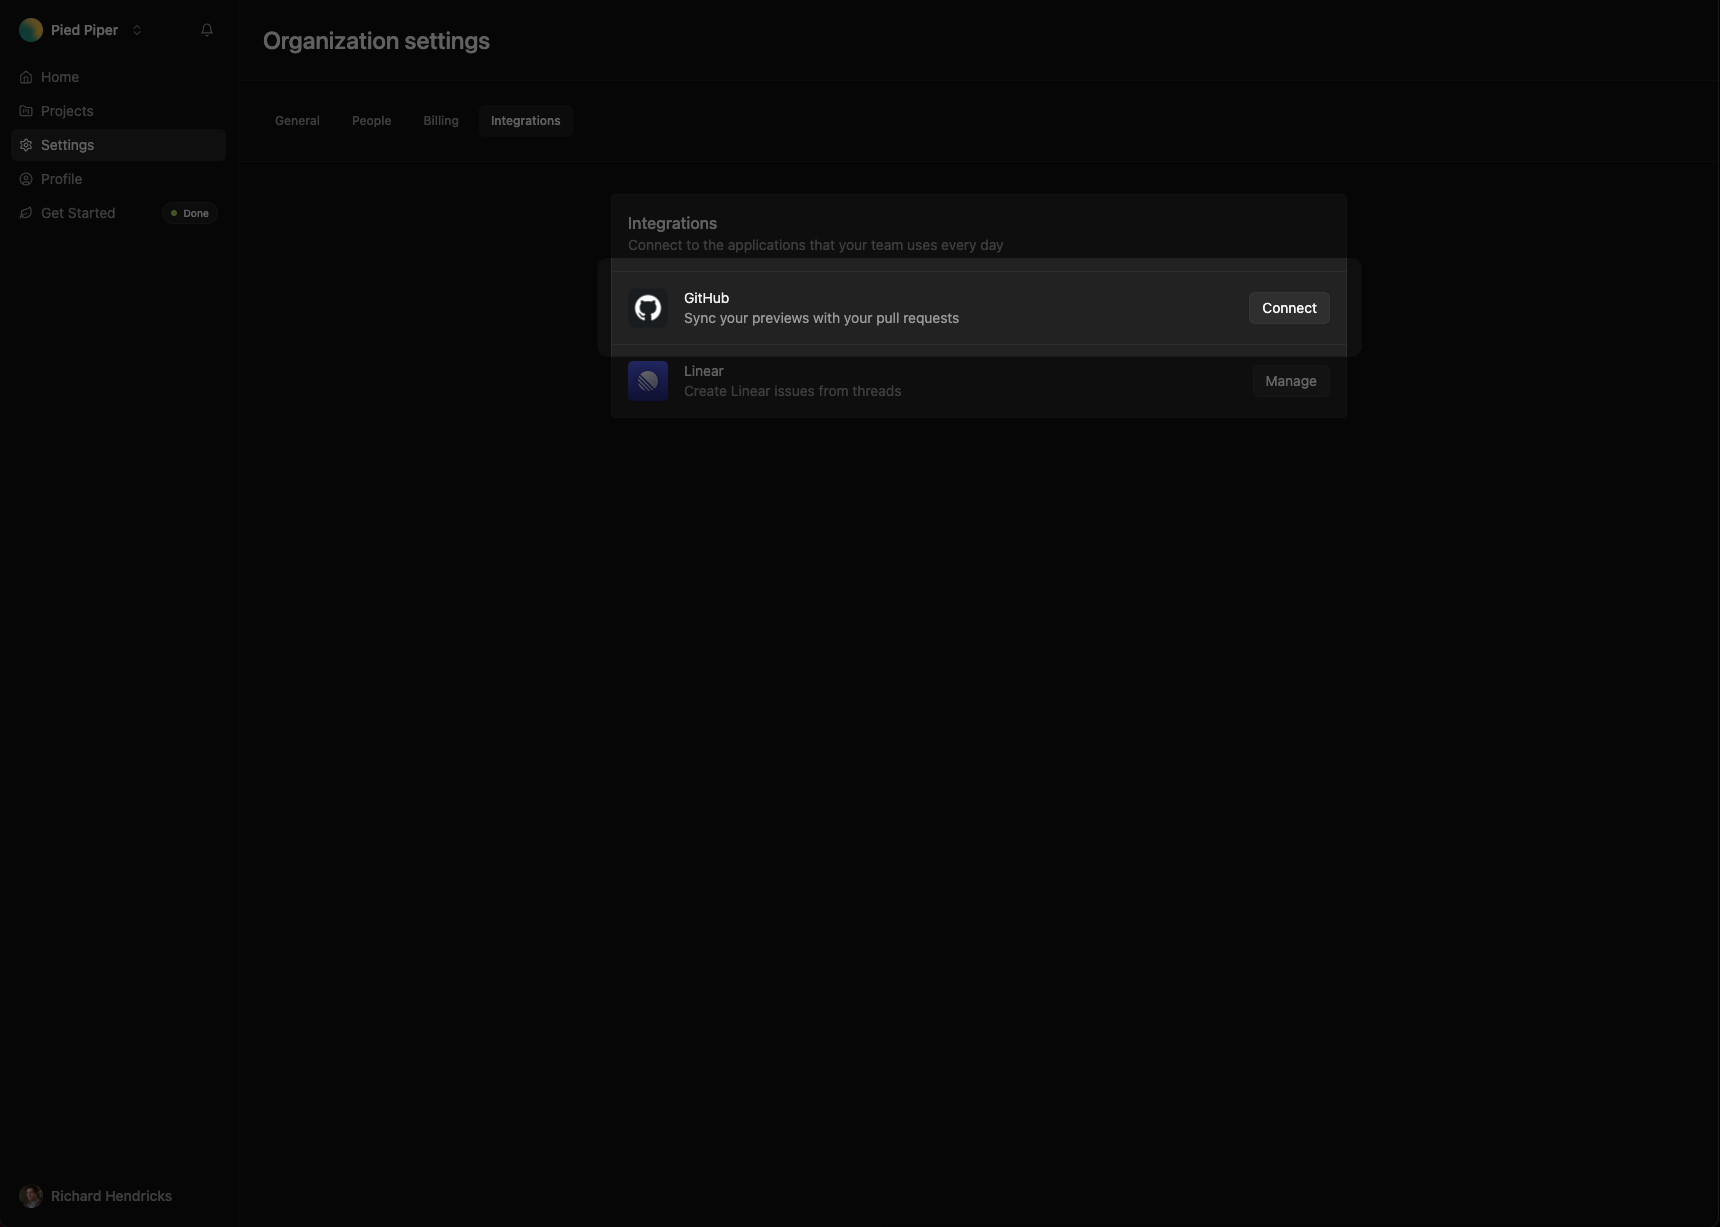 Pied Piper
Home
Projects
Settings
Profile
Get Started
Done
Richard Hendricks
Organization settings
General
People
Billing
Integrations
Integrations
Connect to the applications that your team uses every day
GitHub
Sync your previews with your pull requests
Connect
Linear
Create Linear issues from threads
Manage